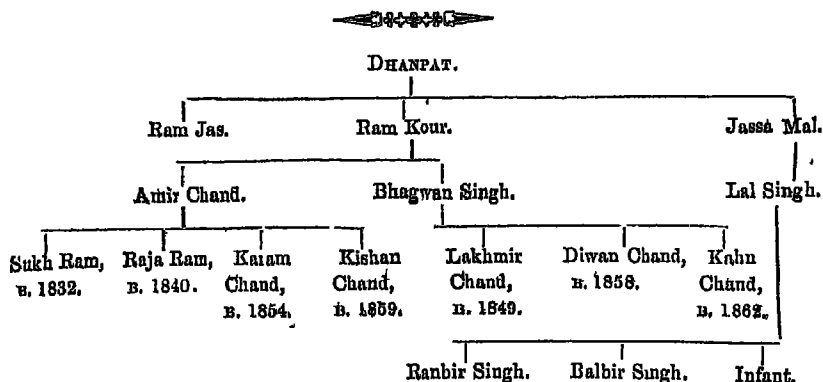 DHANPAT.
Ram Jas. Ram Kour. Jassa Mal.
Amir Chand. Bhagwan Singh. Lal Singh.
Sukh Ram, Raja Ram, Karam Kishan Lakhmir Diwan Chand, Kahn
B. 1832. B. 1840. Chand, Chand, Chand, B. 1858. Chand,
B. 1854. B. 1859. B. 1849. B. 1862.
Ranbir Singh. Balbir Singh. Infant.